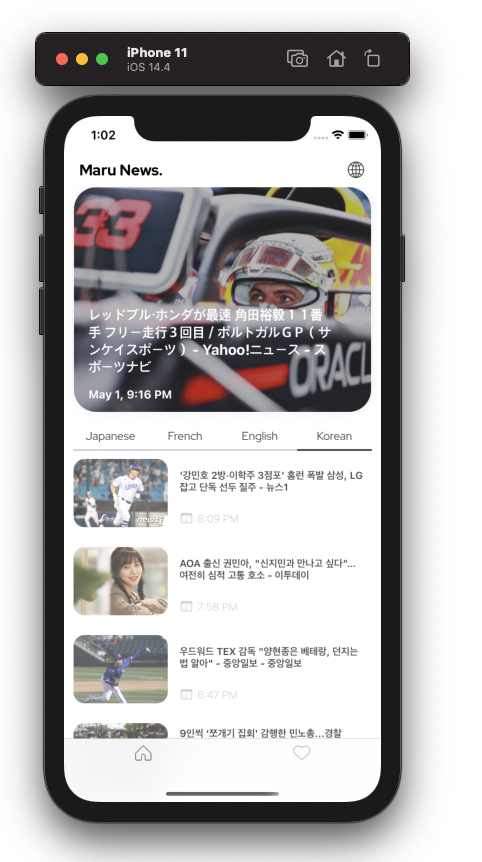 iPhone 11
iOS 14.4
1:02
Maru News.
33
INT
レッドブル･ホンダが最速 角田裕毅１１番
手 フリー走行３回目 / ポルトガルＧＰ ( サ
ンケイスポーツ ) - Yahoo!ニュース - ス
ポーツナビ
ORACL
May 1, 9:16 PM
Japanese French English Korean
'강민호 2방·이학주 3점포' 홈런 폭발 삼성, LG
잡고 단독 선두 질주 - 뉴스1
news1
8:09 PM
AOA 출신 권민아, "신지민과 만나고 싶다"...
여전히 심적 고통 호소 - 이투데이
7:58 PM
우드워드 TEX 감독 "양현종은 베테랑, 던지는
법 알아" - 중앙일보 - 중앙일보
6:47 PM
9인씩 ‘쪼개기 집회’ 강행한 민노총…경찰